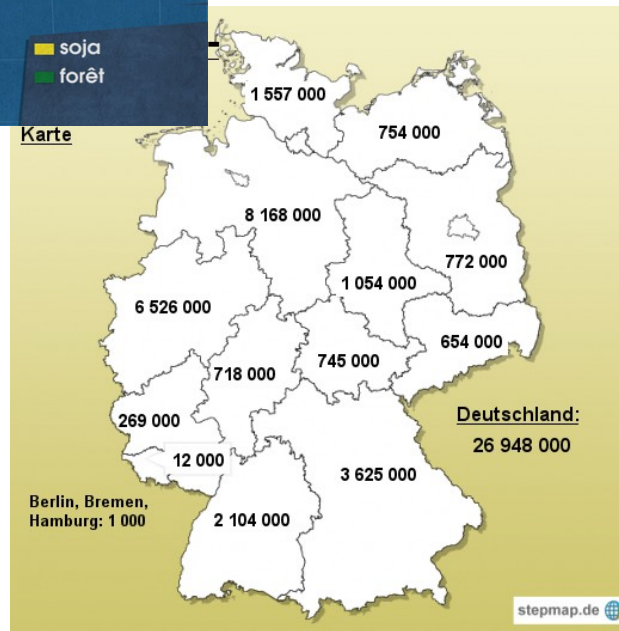 soja
forêt
Karte
1 557 000
754 000
8 168 000
772 000
1 054 000
6 526 000
654 000
745 000
718 000
269 000
Deutschland:
26 948 000
12 000
3 625 000
Berlin, Bremen,
Hamburg: 1 000
2 104 000
stepmap.de